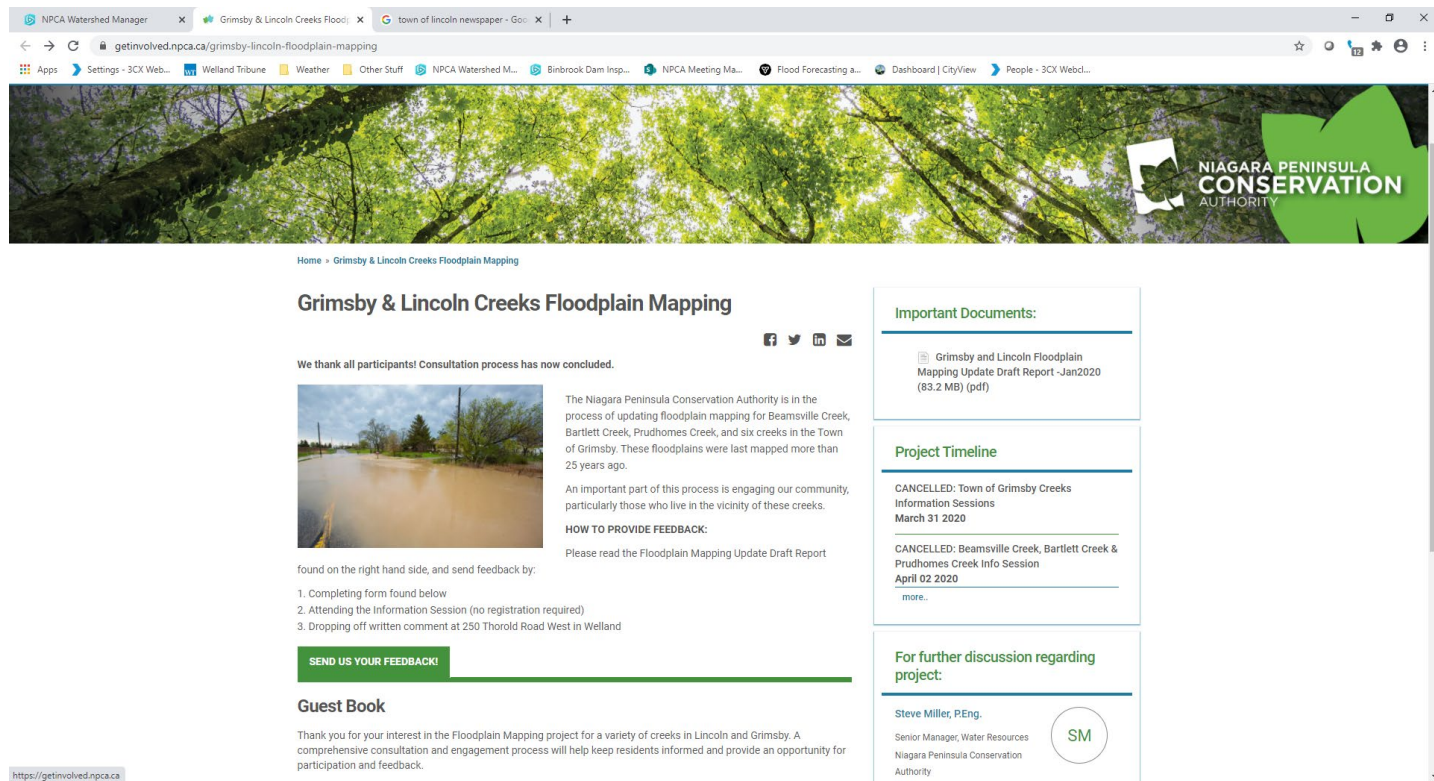 NPCA Watershed Manager
Grimsby & Lincoln Creeks Floodp
town of lincoln newspaper - Goo
getinvolved.npca.ca/grimsby-lincoln-floodplain-mapping
12
Apps
Settings - 3CX Web...
WT Welland Tribune
Weather
Other Stuff
NPCA Watershed M...
Binbrook Dam Insp...
NPCA Meeting Ma...
Flood Forecasting a...
Dashboard | CityView
People - 3CX Webcl...
NIAGARA PENINSULA
CONSERVATION
AUTHORITY
Home » Grimsby & Lincoln Creeks Floodplain Mapping
Grimsby & Lincoln Creeks Floodplain Mapping
We thank all participants! Consultation process has now concluded.
The Niagara Peninsula Conservation Authority is in the
process of updating floodplain mapping for Beamsville Creek,
Bartlett Creek, Prudhomes Creek, and six creeks in the Town
of Grimsby. These floodplains were last mapped more than
25 years ago.
An important part of this process is engaging our community,
particularly those who live in the vicinity of these creeks.
HOW TO PROVIDE FEEDBACK:
Please read the Floodplain Mapping Update Draft Report
found on the right hand side, and send feedback by:
1. Completing form found below
2. Attending the Information Session (no registration required)
3. Dropping off written comment at 250 Thorold Road West in Welland
SEND US YOUR FEEDBACK!
Guest Book
Thank you for your interest in the Floodplain Mapping project for a variety of creeks in Lincoln and Grimsby. A
comprehensive consultation and engagement process will help keep residents informed and provide an opportunity for
participation and feedback.
Important Documents:
Grimsby and Lincoln Floodplain
Mapping Update Draft Report -Jan2020
(83.2 MB) (pdf)
Project Timeline
CANCELLED: Town of Grimsby Creeks
Information Sessions
March 31 2020
CANCELLED: Beamsville Creek, Bartlett Creek &
Prudhomes Creek Info Session
April 02 2020
more..
For further discussion regarding
project:
Steve Miller, P.Eng.
Senior Manager, Water Resources
Niagara Peninsula Conservation
Authority
SM
https://getinvolved.npca.ca